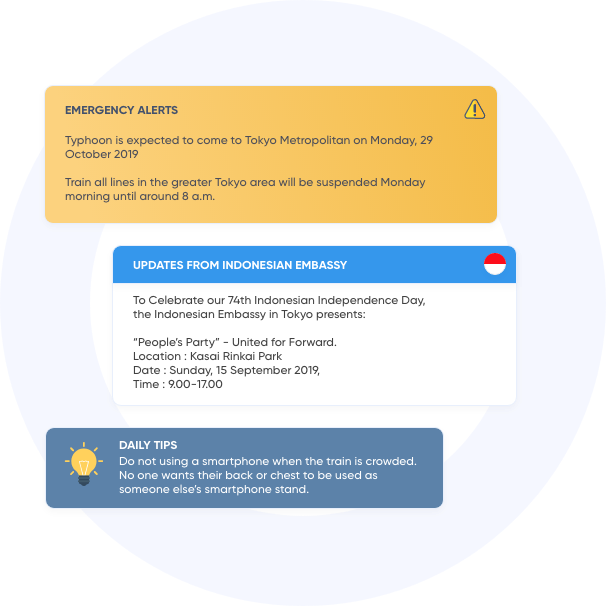 EMERGENCY ALERTS
Typhoon is expected to come to Tokyo Metropolitan on Monday, 29
October 2019
Train all lines in the greater Tokyo area will be suspended Monday
morning until around 8 a.m.
UPDATES FROM INDONESIAN EMBASSY
To Celebrate our 74th Indonesian Independence Day,
the Indonesian Embassy in Tokyo presents:
“People’s Party” - United for Forward.
Location : Kasai Rinkai Park
Date : Sunday, 15 September 2019,
Time : 9.00-17.00
DAILY TIPS
Do not using a smartphone when the train is crowded.
No one wants their back or chest to be used as
someone else’s smartphone stand.